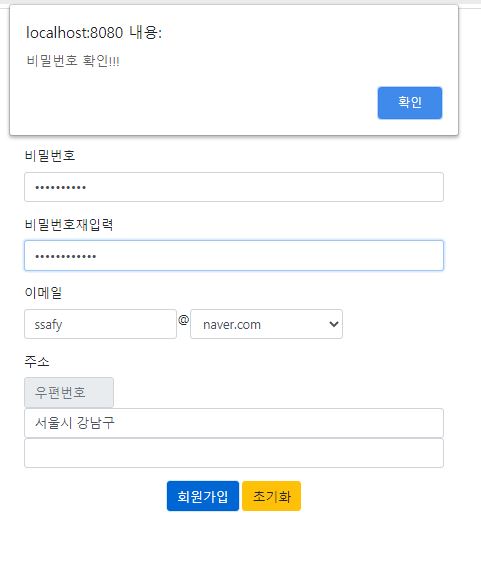 localhost:8080 내용:
비밀번호 확인!!!
확인
비밀번호
••••••••••
비밀번호재입력
••••••••••••
이메일
ssafy @ naver.com
주소
우편번호
서울시 강남구
회원가입 초기화